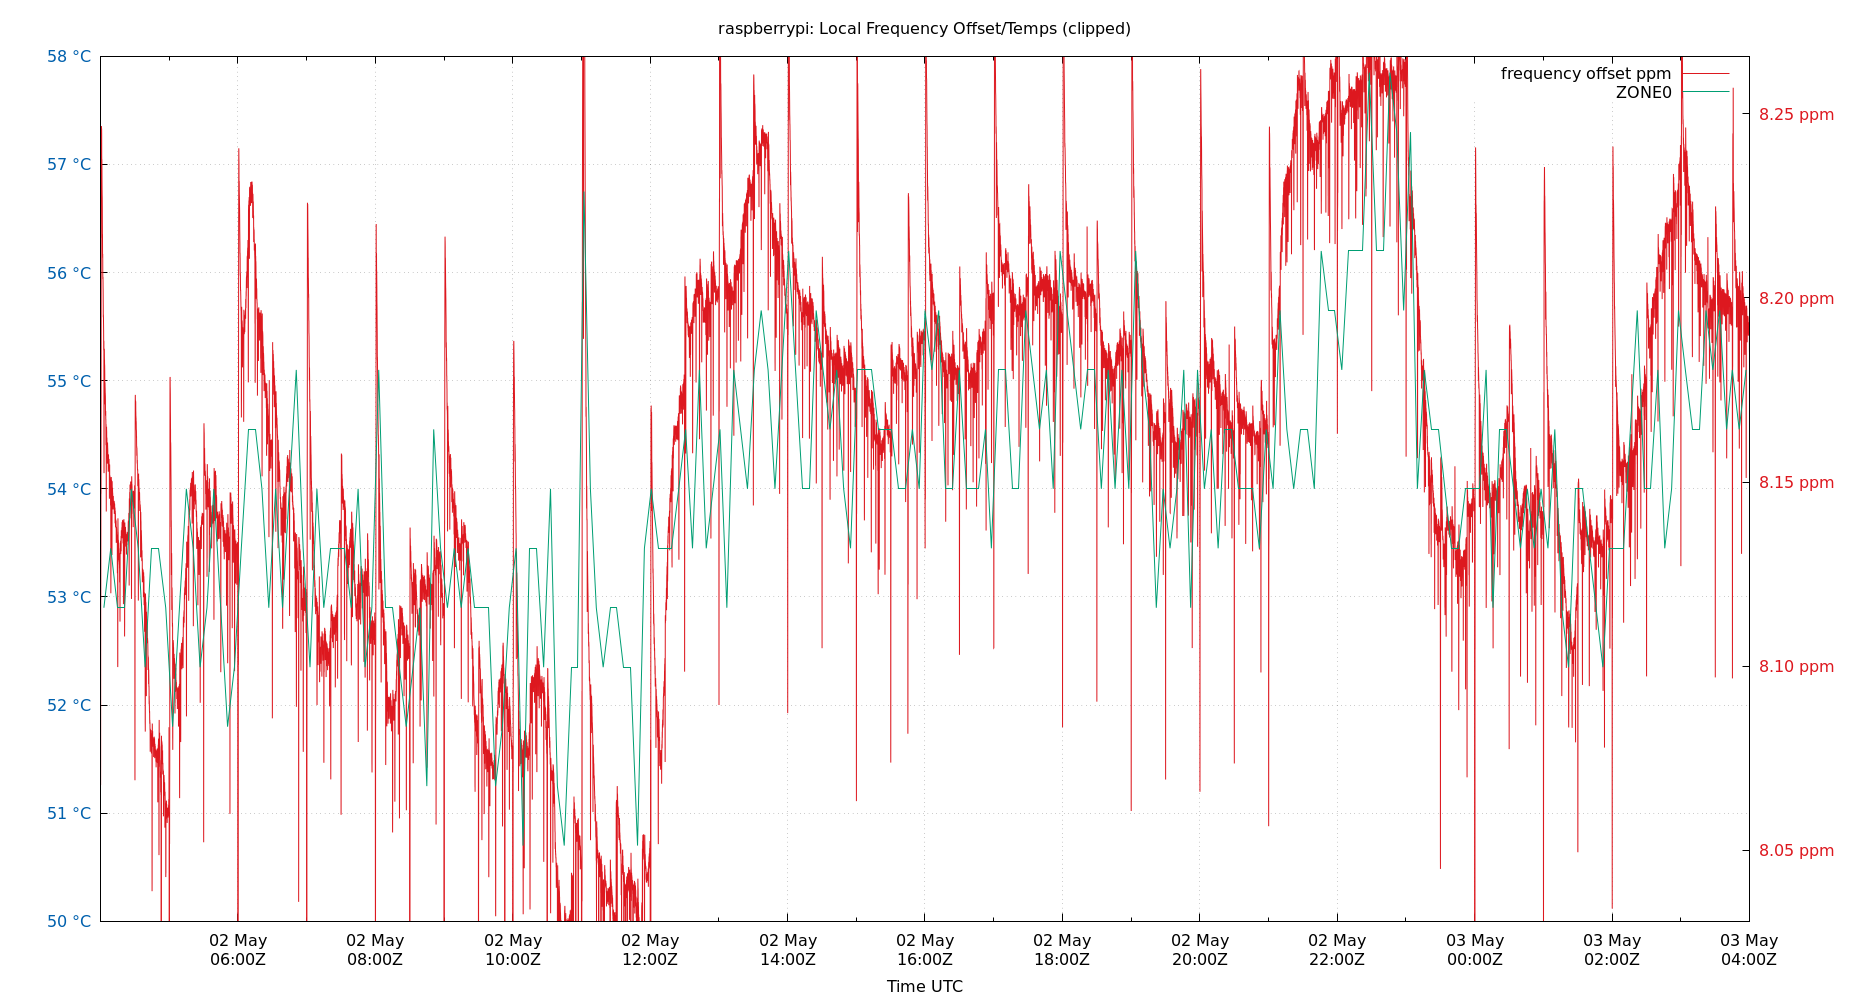 raspberrypi: Local Frequency Offset/Temps (clipped)
58 °C
57 °C
56 °C
55 °C
54 °C
53 °C
52 °C
51 °C
50 °C
frequency offset ppm
ZONE0
8.25 ppm
8.20 ppm
8.15 ppm
8.10 ppm
8.05 ppm
02 May 02 May 02 May 02 May 02 May 02 May 02 May 02 May 02 May 03 May 03 May 03 May
06:00Z 08:00Z 10:00Z 12:00Z 14:00Z 16:00Z 18:00Z 20:00Z 22:00Z 00:00Z 02:00Z 04:00Z
Time UTC